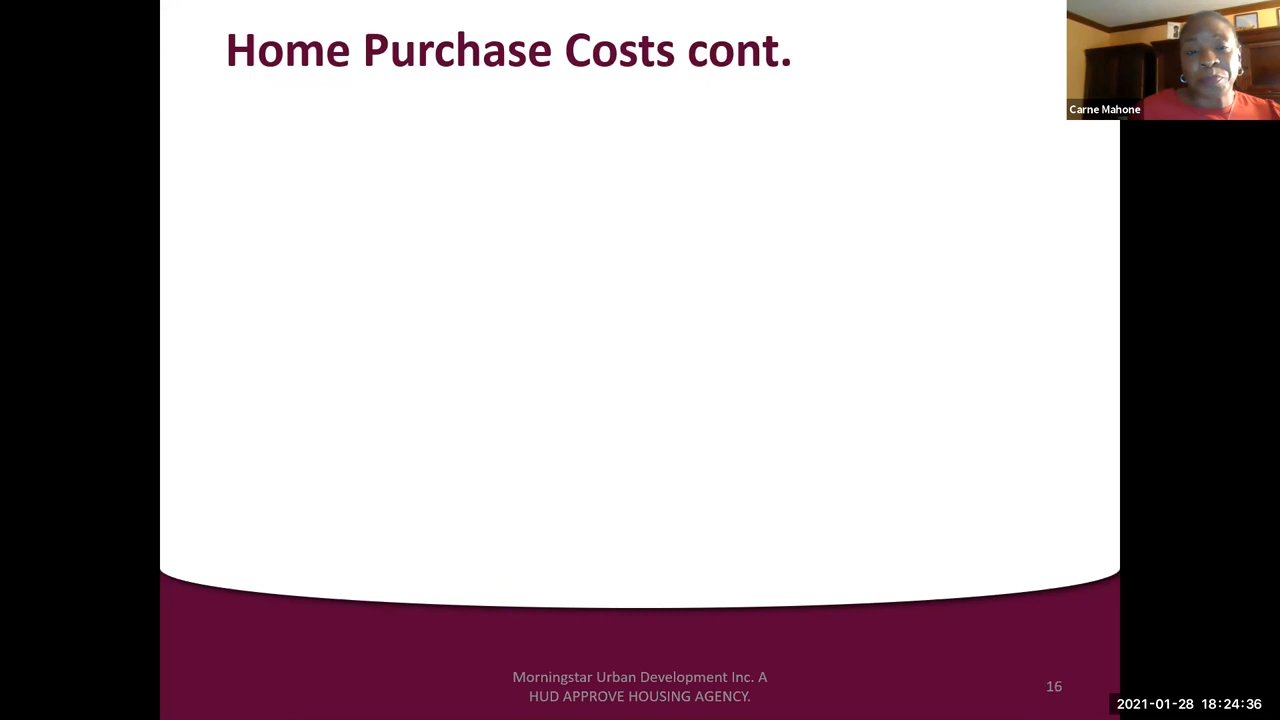 Home Purchase Costs cont.
Carne Mahone
Morningstar Urban Development Inc. A
HUD APPROVE HOUSING AGENCY.
16
2021-01-28 18:24:36